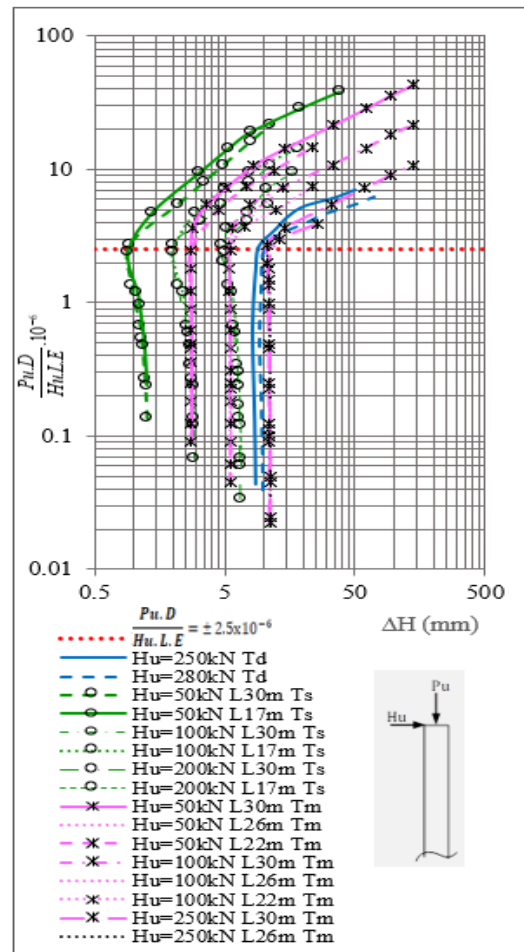 100
10
1
0.1
0.01
Pu.D
Hu.L.E .10⁻⁶
0.5 5 50 500
ΔH (mm)
Pu.D
Hu.L.E = ± 2.5x10⁻⁶
Hu=250kN Td
Hu=280kN Td
Hu=50kN L30m Ts
Hu=50kN L17m Ts
Hu=100kN L30m Ts
Hu=100kN L17m Ts
Hu=200kN L30m Ts
Hu=200kN L17m Ts
Hu=50kN L30m Tm
Hu=50kN L26m Tm
Hu=50kN L22m Tm
Hu=100kN L30m Tm
Hu=100kN L26m Tm
Hu=100kN L22m Tm
Hu=250kN L30m Tm
Hu=250kN L26m Tm
Pu
Hu